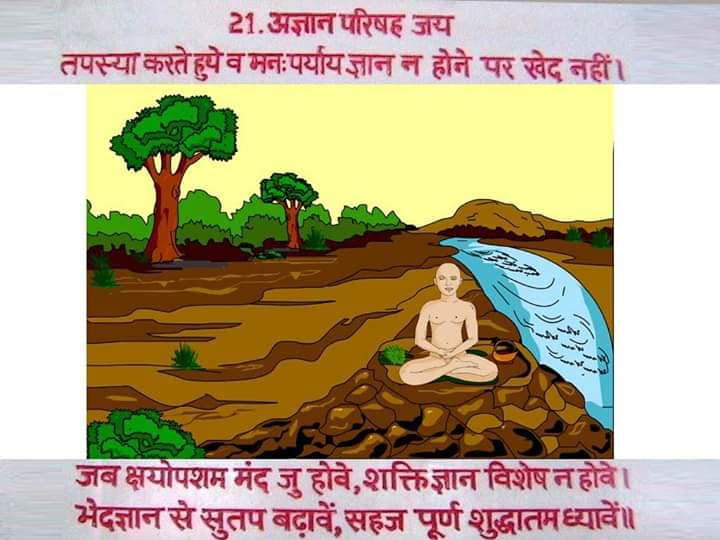 21. अज्ञान परिषह जय
तपस्या करते हुये व मनःपर्याय ज्ञान न होने पर खेद नहीं।
जब क्षयोपशम मंद जु होवे, शक्ति ज्ञान विशेष न होवे।
भेदज्ञान से सुतप बढ़ावें, सहज पूर्ण शुद्धातम ध्यावें॥